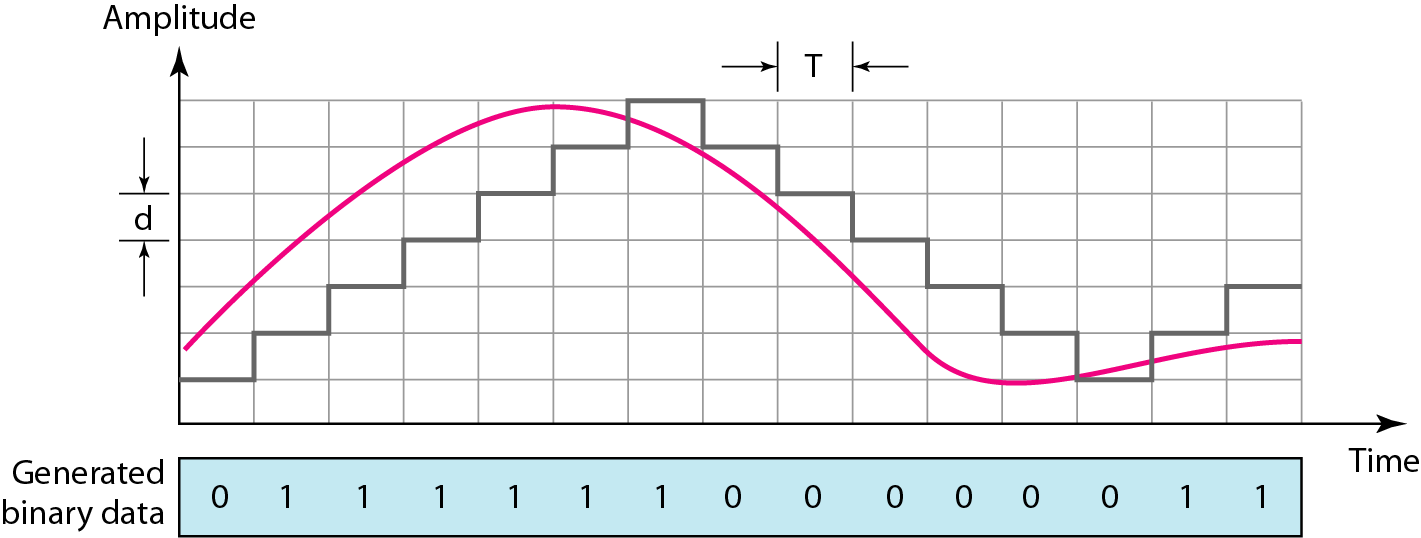 Amplitude
T
d
Time
Generated
binary data
0 1 1 1 1 1 1 0 0 0 0 0 0 1 1